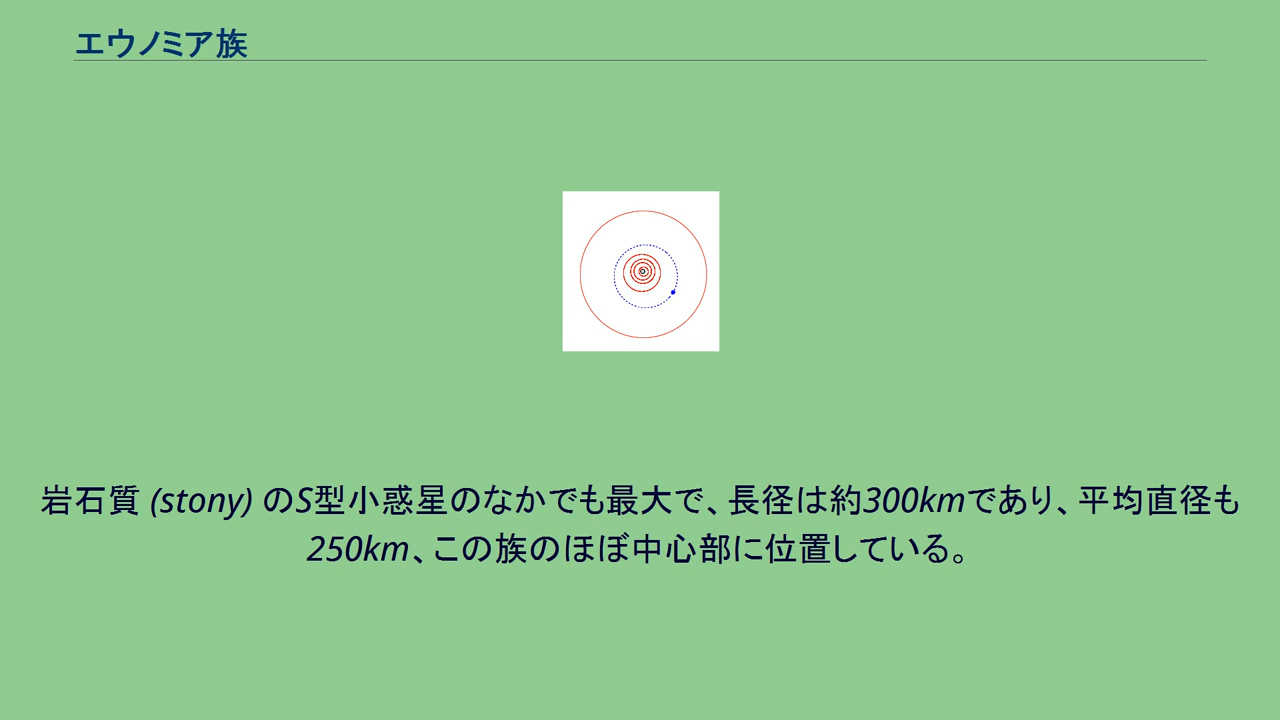 エウノミア族
岩石質 (stony) のS型小惑星のなかでも最大で、長径は約300kmであり、平均直径も
250km、この族のほぼ中心部に位置している。